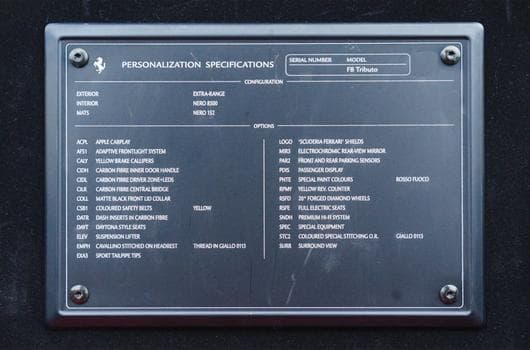 PERSONALIZATION SPECIFICATIONS
SERIAL NUMBER MODEL
F8 Tributo
CONFIGURATION
EXTERIOR EXTRA-RANGE
INTERIOR NERO 8500
MATS NERO 152
OPTIONS
ACPL APPLE CARPLAY
AFS1 ADAPTIVE FRONTLIGHT SYSTEM
CALY YELLOW BRAKE CALLIPERS
CIDH CARBON FIBRE INNER DOOR HANDLE
CIDL CARBON FIBRE DRIVER ZONE+LEDS
CILR CARBON FIBRE CENTRAL BRIDGE
COLL MATTE BLACK FRONT LID COLLAR
CSB1 COLOURED SAFETY BELTS YELLOW
DATR DASH INSERTS IN CARBON FIBRE
DAYT DAYTONA STYLE SEATS
ELEV SUSPENSION LIFTER
EMPH CAVALLINO STITCHED ON HEADREST THREAD IN GIALLO 0113
EXA3 SPORT TAILPIPE TIPS
LOGO "SCUDERIA FERRARI" SHIELDS
MIR3 ELECTROCHROMIC REAR-VIEW MIRROR
PAR2 FRONT AND REAR PARKING SENSORS
PDIS PASSENGER DISPLAY
PNTE SPECIAL PAINT COLOURS ROSSO FUOCO
RPMY YELLOW REV. COUNTER
RSFD 20" FORGED DIAMOND WHEELS
RSFE FULL ELECTRIC SEATS
SNDH PREMIUM HI-FI SYSTEM
SPEC SPECIAL EQUIPMENT
STC2 COLOURED SPECIAL STITCHING O.R. GIALLO 0113
SURR SURROUND VIEW